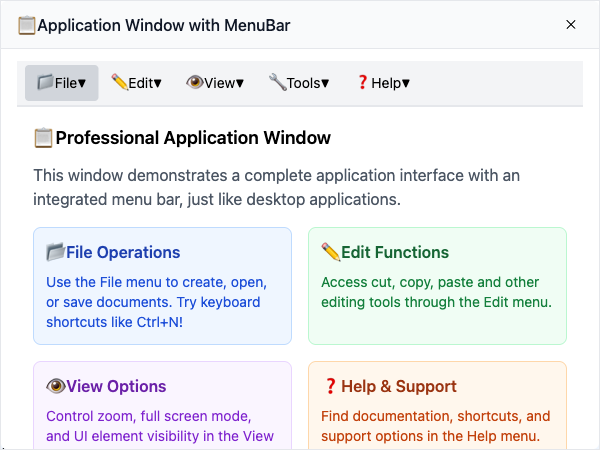 📋Application Window with MenuBar ×
📁File▾ ✏️Edit▾ 👁️View▾ 🔧Tools▾ ❓Help▾
📋Professional Application Window
This window demonstrates a complete application interface with an
integrated menu bar, just like desktop applications.
📁File Operations
Use the File menu to create, open,
or save documents. Try keyboard
shortcuts like Ctrl+N!
✏️Edit Functions
Access cut, copy, paste and other
editing tools through the Edit menu.
👁️View Options
Control zoom, full screen mode,
and UI element visibility in the View
❓Help & Support
Find documentation, shortcuts, and
support options in the Help menu.